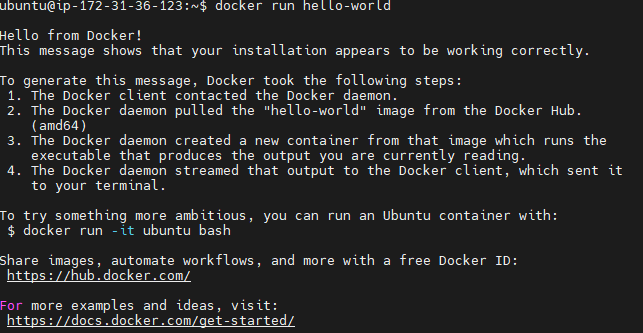 ubuntu@ip-172-31-36-123:~$ docker run hello-world
Hello from Docker!
This message shows that your installation appears to be working correctly.
To generate this message, Docker took the following steps:
1. The Docker client contacted the Docker daemon.
2. The Docker daemon pulled the "hello-world" image from the Docker Hub.
(amd64)
3. The Docker daemon created a new container from that image which runs the
executable that produces the output you are currently reading.
4. The Docker daemon streamed that output to the Docker client, which sent it
to your terminal.
To try something more ambitious, you can run an Ubuntu container with:
$ docker run -it ubuntu bash
Share images, automate workflows, and more with a free Docker ID:
https://hub.docker.com/
For more examples and ideas, visit:
https://docs.docker.com/get-started/